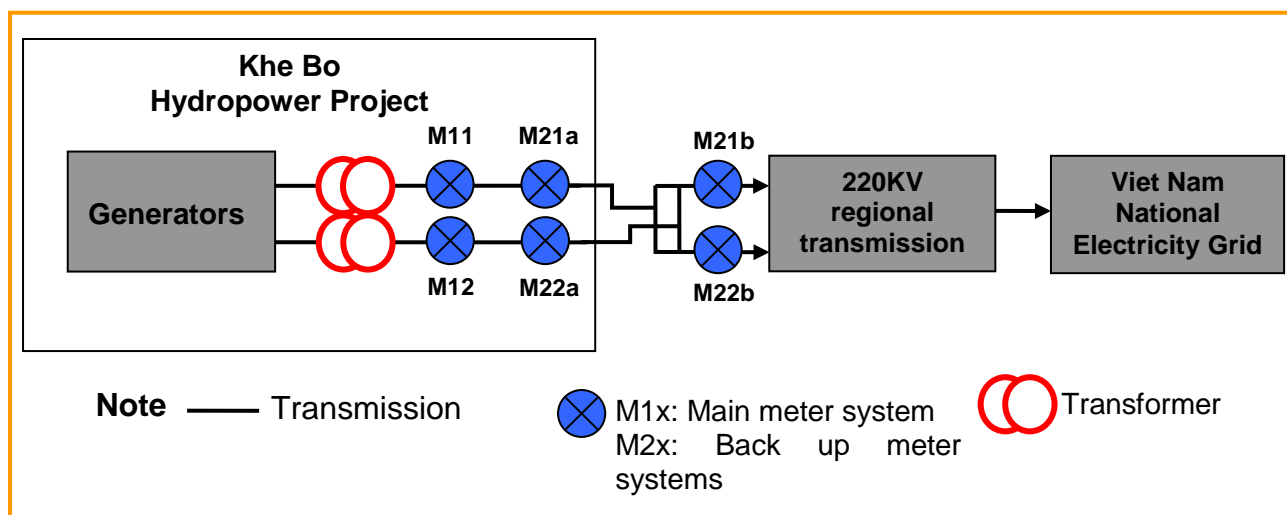 Khe Bo
Hydropower Project
M11
M21a
M21b
Generators
220KV
regional
transmission
Viet Nam
National
Electricity Grid
M12
M22a
M22b
Note
Transmission
M1x: Main meter system
M2x: Back up meter
systems
Transformer